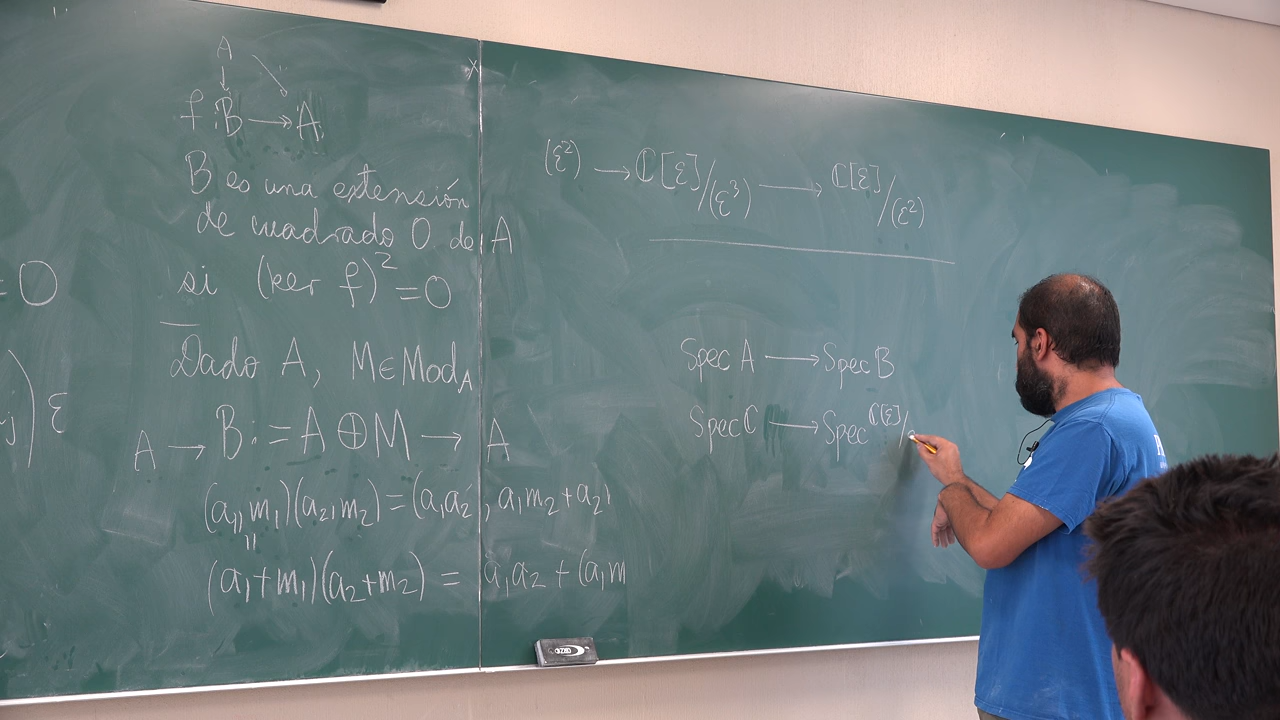 A
f: B → A
B es una extensión
de cuadrado 0 de A
si (ker f)² = 0
= 0
Dado A, M ∈ Mod_A
j) ε
A → B := A ⊕ M → A
(a₁, m₁)(a₂, m₂) = (a₁a₂, a₁m₂ + a₂
(a₁ + m₁)(a₂ + m₂) = a₁a₂ + (a₁m
(ε²) → ℂ[ε]/(ε³) → ℂ[ε]/(ε²)
Spec A → Spec B
Spec ℂ → Spec ℂ[ε]/